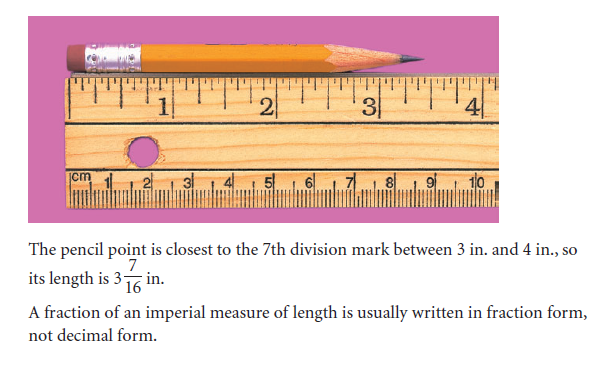 1 2 3 4
cm 1 2 3 4 5 6 7 8 9 10
The pencil point is closest to the 7th division mark between 3 in. and 4 in., so
its length is 3 7/16 in.
A fraction of an imperial measure of length is usually written in fraction form,
not decimal form.